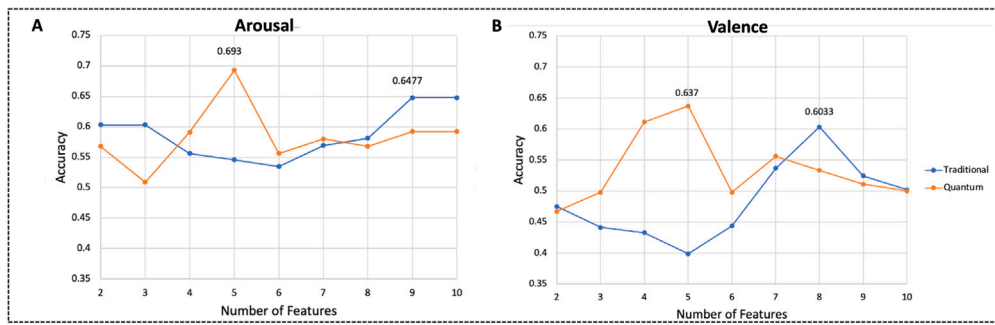 A
Arousal
0.75
0.7
0.65
0.6
0.55
0.5
0.45
0.4
0.35
Accuracy
0.693
0.6477
2 3 4 5 6 7 8 9 10
Number of Features
B
Valence
0.75
0.7
0.65
0.6
0.55
0.5
0.45
0.4
0.35
Accuracy
0.637
0.6033
2 3 4 5 6 7 8 9 10
Number of Features
Traditional
Quantum